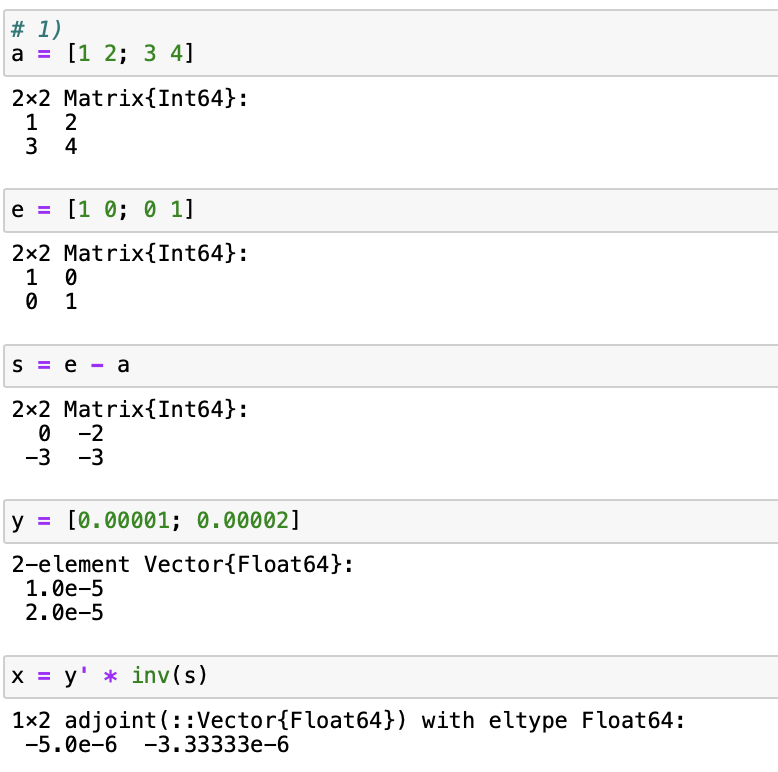 # 1)
a = [1 2; 3 4]
2×2 Matrix{Int64}:
 1  2
 3  4
e = [1 0; 0 1]
2×2 Matrix{Int64}:
 1  0
 0  1
s = e - a
2×2 Matrix{Int64}:
  0  -2
 -3  -3
y = [0.00001; 0.00002]
2-element Vector{Float64}:
 1.0e-5
 2.0e-5
x = y' * inv(s)
1×2 adjoint(::Vector{Float64}) with eltype Float64:
 -5.0e-6  -3.33333e-6